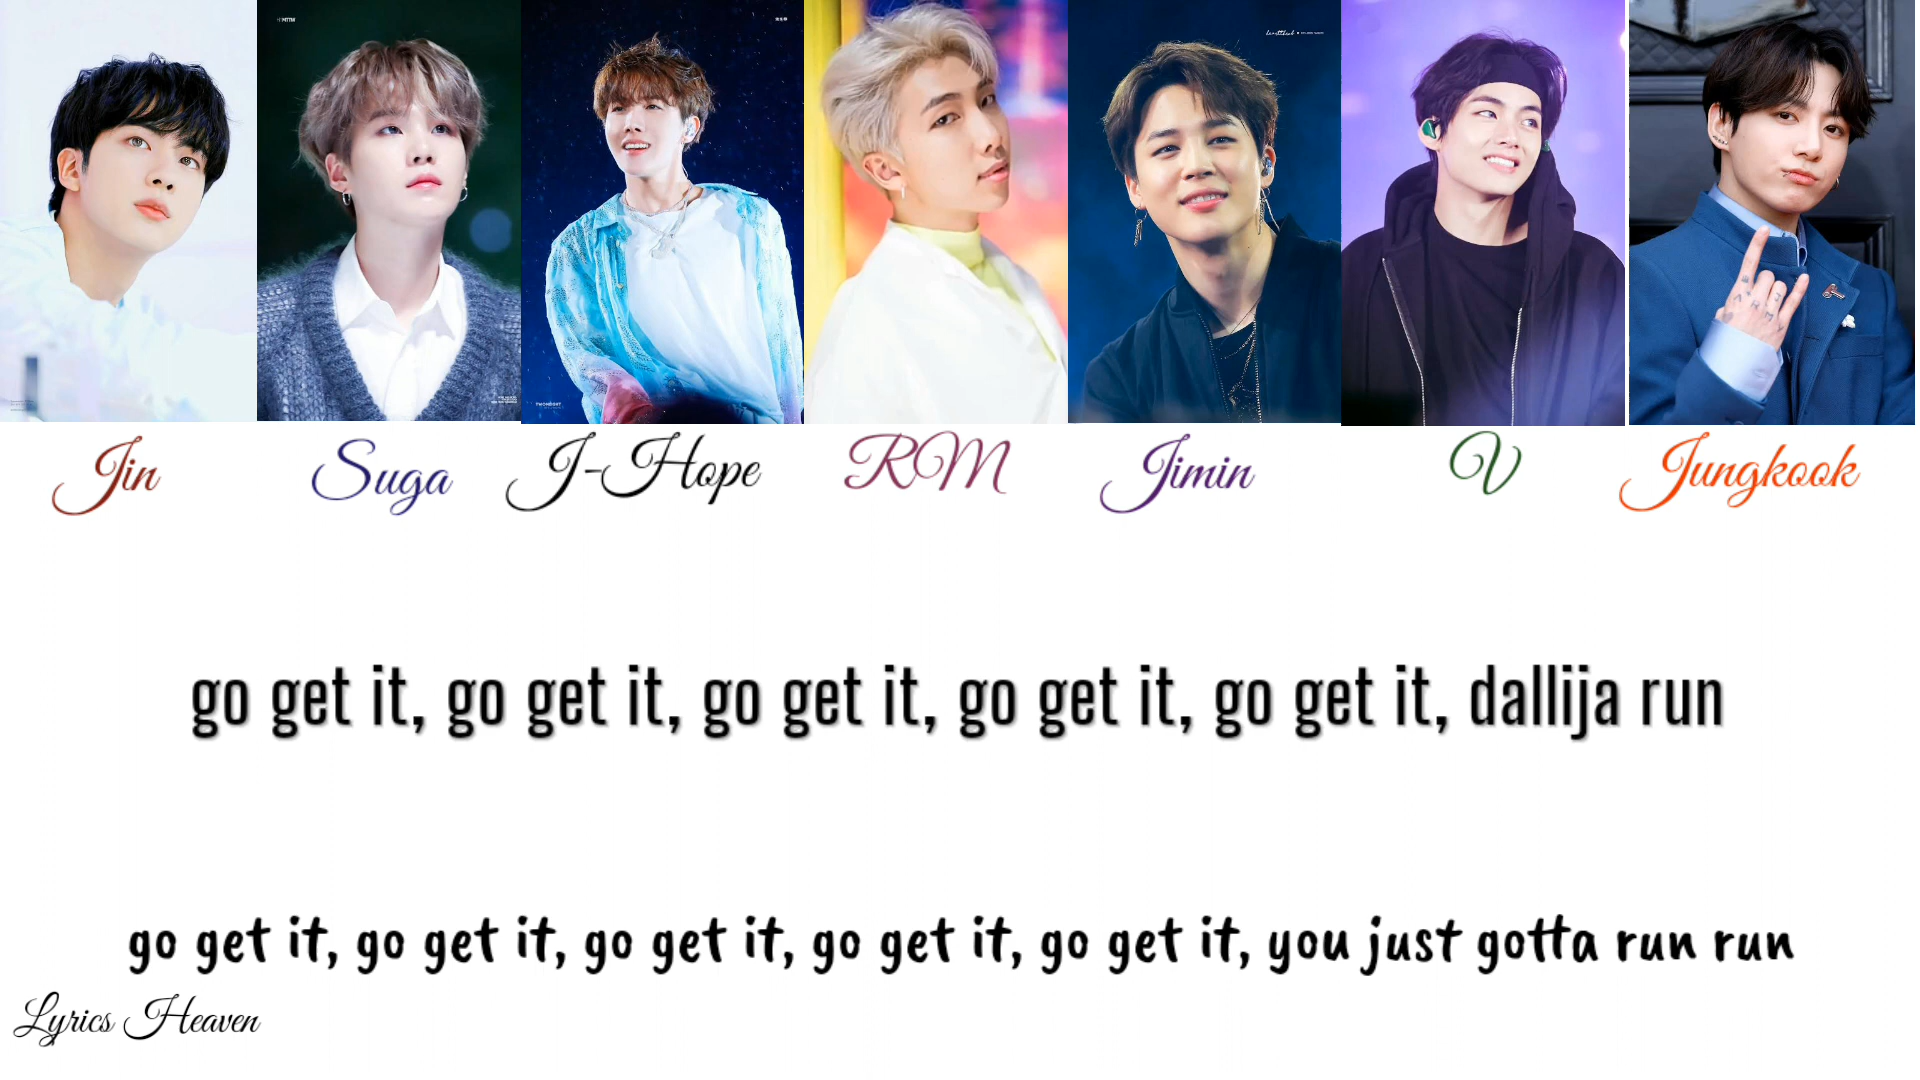 Jin Suga J-Hope RM Jimin V Jungkook
go get it, go get it, go get it, go get it, go get it, dallija run
go get it, go get it, go get it, go get it, go get it, you just gotta run run
Lyrics Heaven